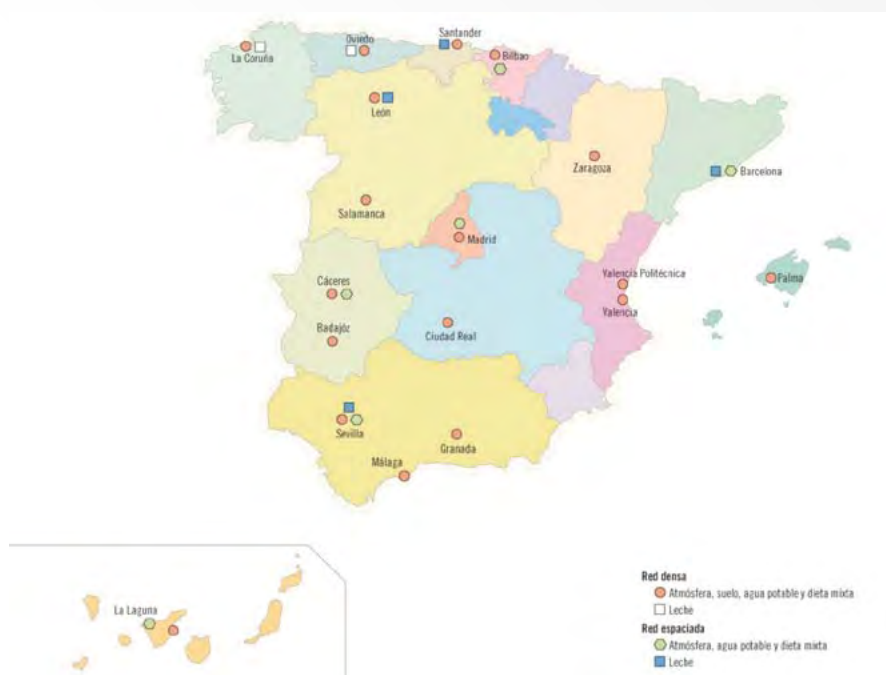 Santander
Oviedo
La Coruña
Bilbao
León
Zaragoza
Barcelona
Salamanca
Madrid
Valencia Politécnica
Palma
Cáceres
Valencia
Badajóz
Ciudad Real
Sevilla
Granada
Málaga
La Laguna
Red densa
Atmósfera, suelo, agua potable y dieta mixta
Leche
Red espaciada
Atmósfera, agua potable y dieta mixta
Leche